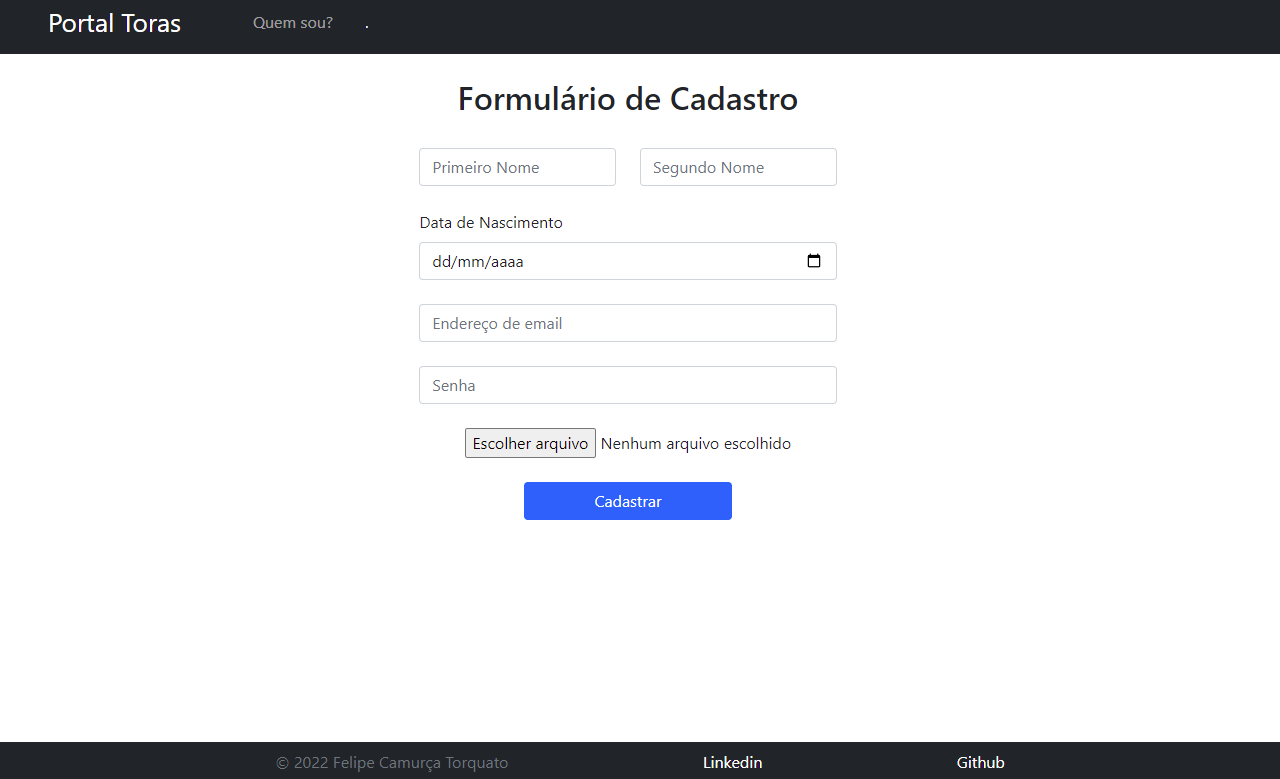 Portal Toras Quem sou? .
Formulário de Cadastro
Primeiro Nome Segundo Nome
Data de Nascimento
dd/mm/aaaa
Endereço de email
Senha
Escolher arquivo Nenhum arquivo escolhido
Cadastrar
© 2022 Felipe Camurça Torquato Linkedin Github